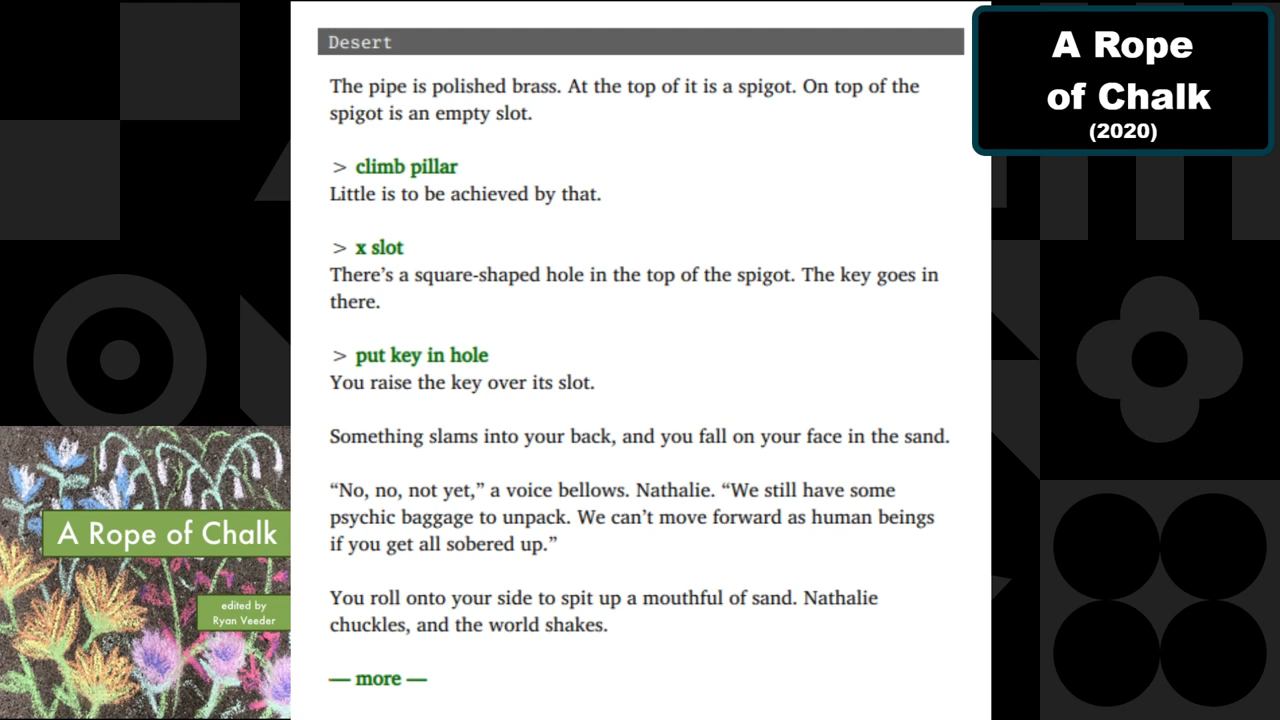 Desert
The pipe is polished brass. At the top of it is a spigot. On top of the
spigot is an empty slot.
> climb pillar
Little is to be achieved by that.
> x slot
There’s a square-shaped hole in the top of the spigot. The key goes in
there.
> put key in hole
You raise the key over its slot.
Something slams into your back, and you fall on your face in the sand.
“No, no, not yet,” a voice bellows. Nathalie. “We still have some
psychic baggage to unpack. We can’t move forward as human beings
if you get all sobered up.”
You roll onto your side to spit up a mouthful of sand. Nathalie
chuckles, and the world shakes.
— more —
A Rope
of Chalk
(2020)
A Rope of Chalk
edited by
Ryan Veeder